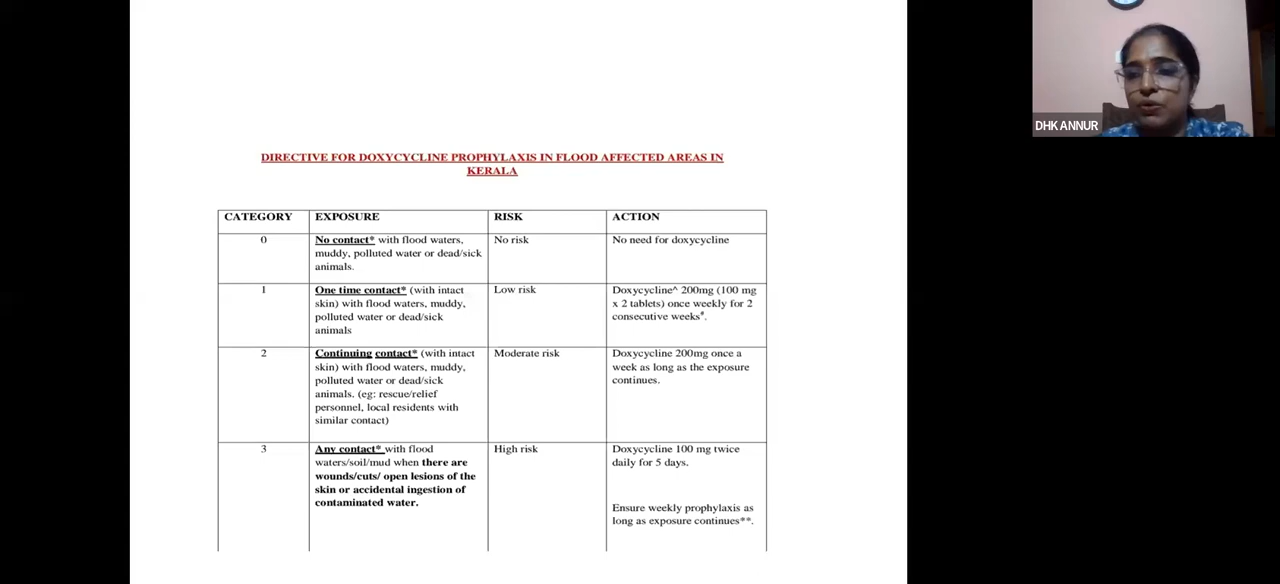 DHKANNUR
DIRECTIVE FOR DOXYCYCLINE PROPHYLAXIS IN FLOOD AFFECTED AREAS IN
KERALA
CATEGORY EXPOSURE RISK ACTION
0
No contact* with flood waters,
muddy, polluted water or dead/sick
animals.
No risk
No need for doxycycline
1
One time contact* (with intact
skin) with flood waters, muddy,
polluted water or dead/sick
animals
Low risk
Doxycycline^ 200mg (100 mg
x 2 tablets) once weekly for 2
consecutive weeks#.
2
Continuing contact* (with intact
skin) with flood waters, muddy,
polluted water or dead/sick
animals. (eg: rescue/relief
personnel, local residents with
similar contact)
Moderate risk
Doxycycline 200mg once a
week as long as the exposure
continues.
3
Any contact* with flood
waters/soil/mud when there are
wounds/cuts/ open lesions of the
skin or accidental ingestion of
contaminated water.
High risk
Doxycycline 100 mg twice
daily for 5 days.
Ensure weekly prophylaxis as
long as exposure continues**.